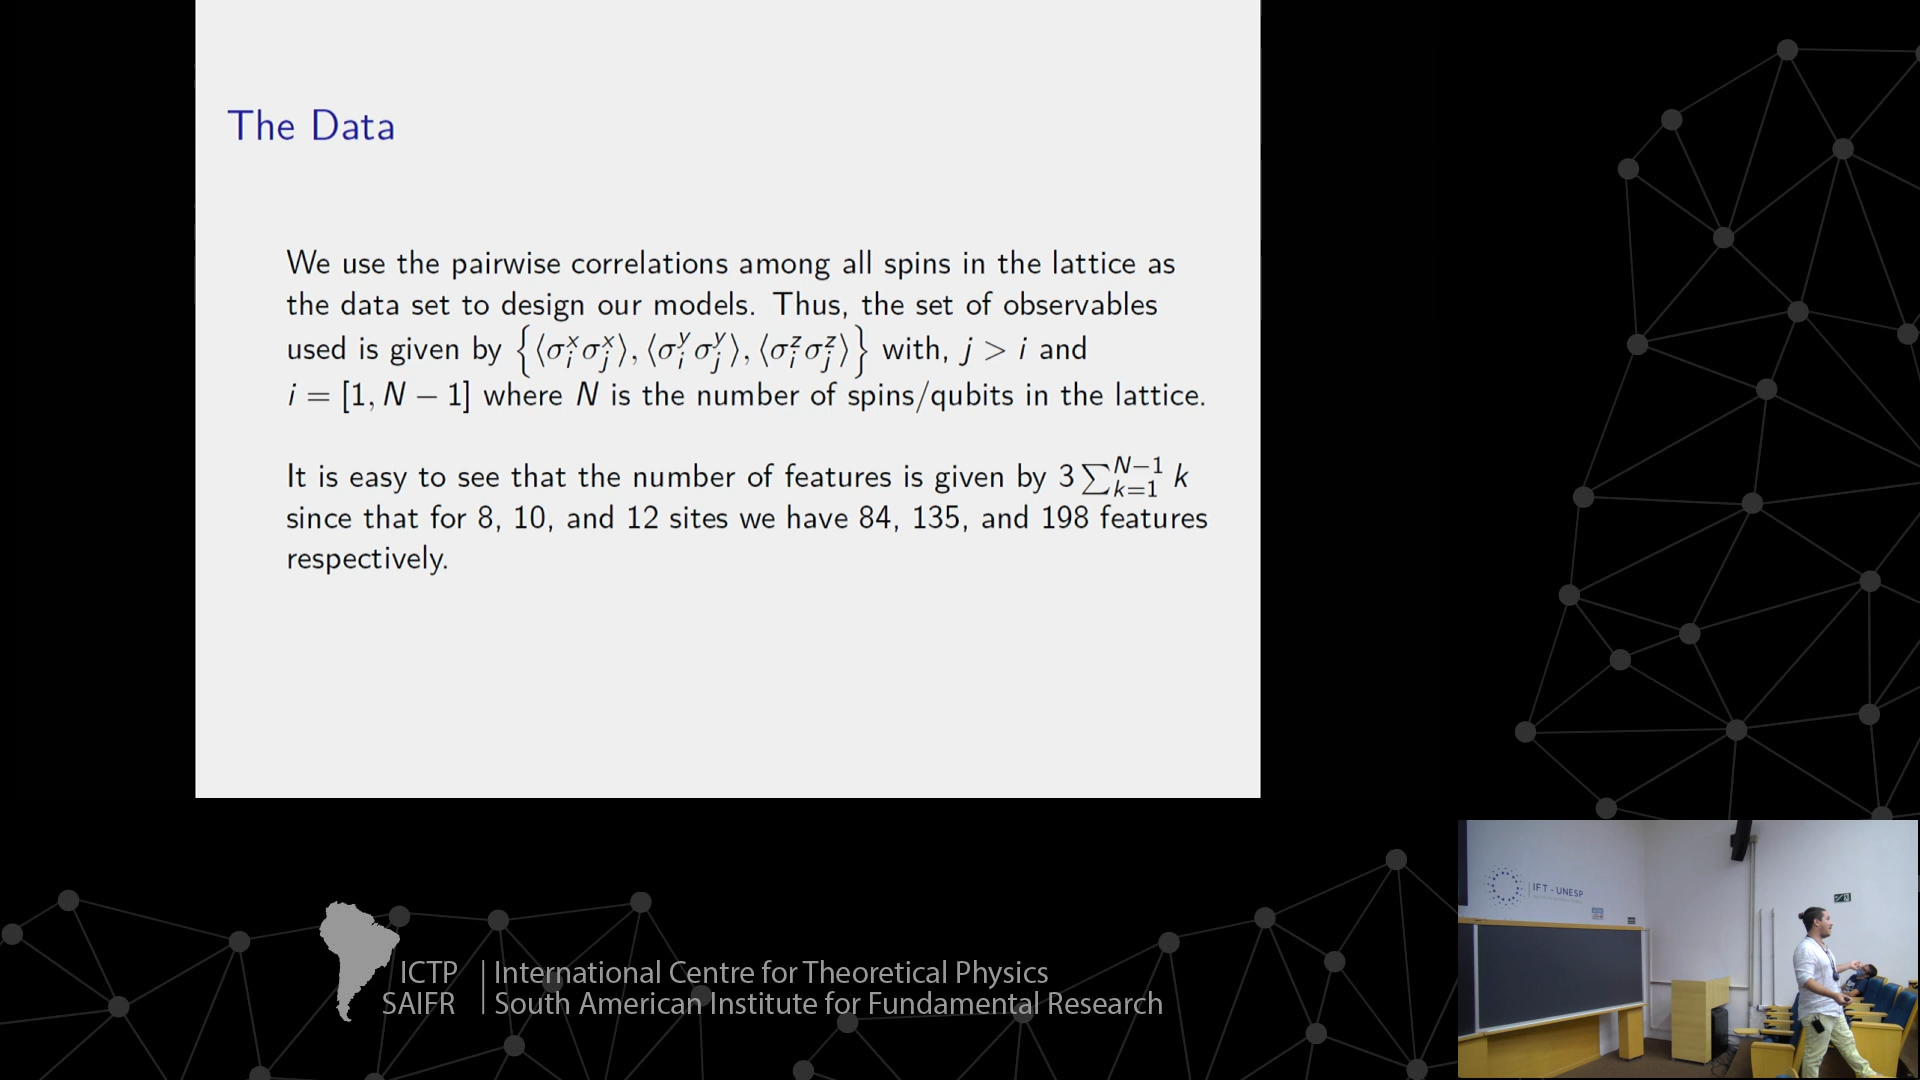 The Data
We use the pairwise correlations among all spins in the lattice as
the data set to design our models. Thus, the set of observables
used is given by {⟨σᵢˣσⱼˣ⟩, ⟨σᵢʸσⱼʸ⟩, ⟨σᵢᶻσⱼᶻ⟩} with, j > i and
i = [1, N − 1] where N is the number of spins/qubits in the lattice.
It is easy to see that the number of features is given by 3 ∑_{k=1}^{N−1} k
since that for 8, 10, and 12 sites we have 84, 135, and 198 features
respectively.
IFT - UNESP
ICTP | International Centre for Theoretical Physics
SAIFR | South American Institute for Fundamental Research